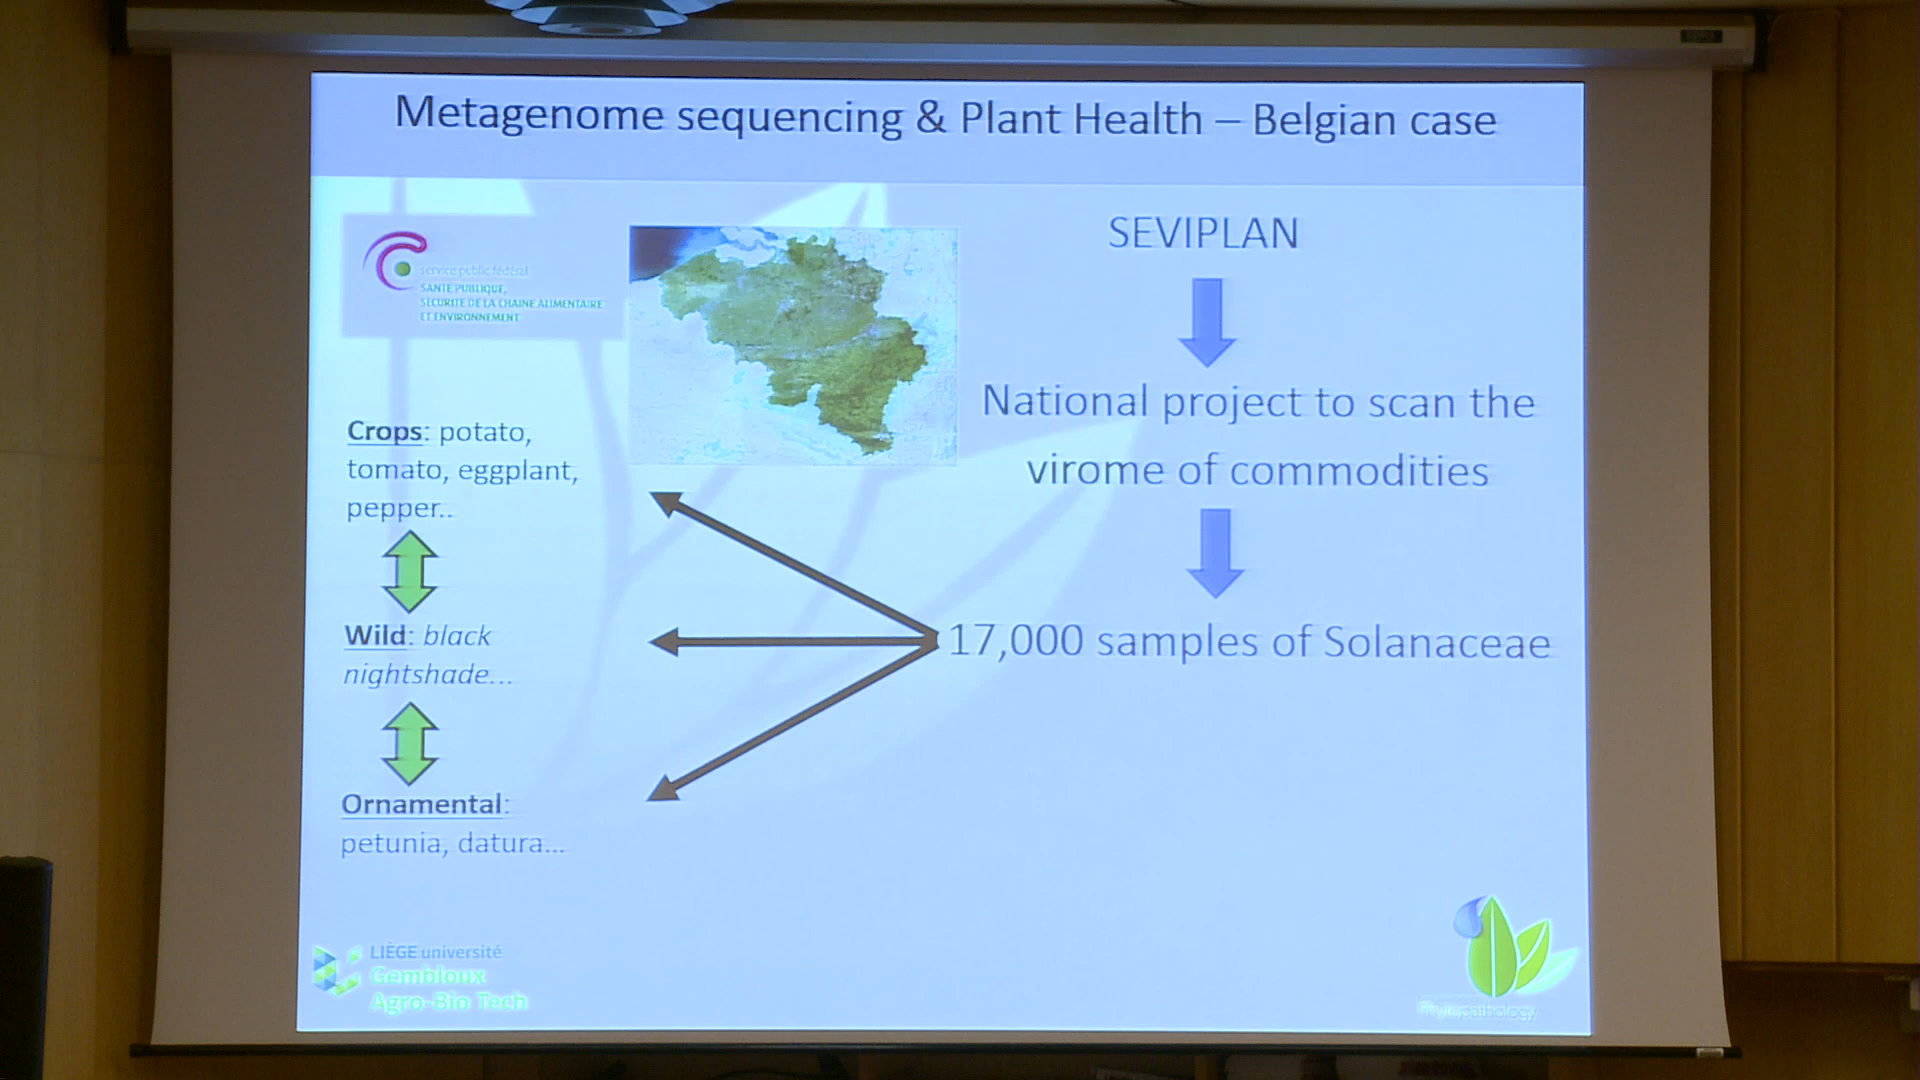 Metagenome sequencing & Plant Health – Belgian case
service public fédéral
SANTE PUBLIQUE,
SECURITE DE LA CHAINE ALIMENTAIRE
ET ENVIRONNEMENT
SEVIPLAN
National project to scan the
virome of commodities
17,000 samples of Solanaceae
Crops: potato,
tomato, eggplant,
pepper..
Wild: black
nightshade...
Ornamental:
petunia, datura...
LIÈGE université
Gembloux
Agro-Bio Tech
Phytopathology